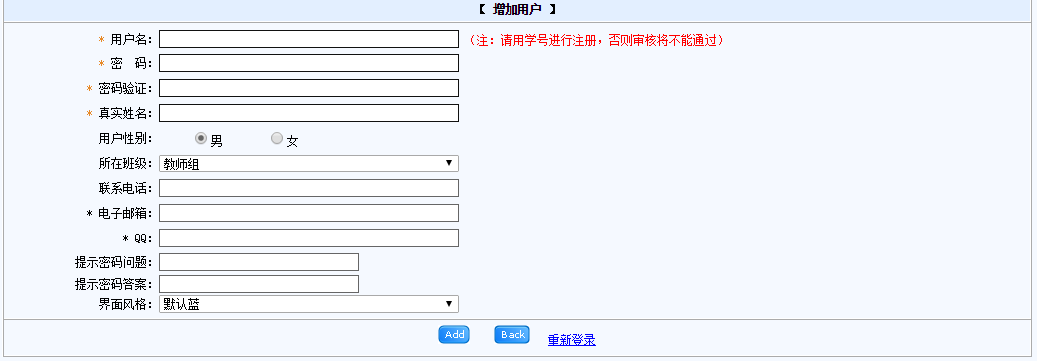 【 增加用户 】
* 用户名： （注：请用学号进行注册，否则审核将不能通过）
* 密 码：
* 密码验证：
* 真实姓名：
用户性别： 男 女
所在班级： 教师组
联系电话：
* 电子邮箱：
* QQ：
提示密码问题：
提示密码答案：
界面风格： 默认蓝
Add Back 重新登录